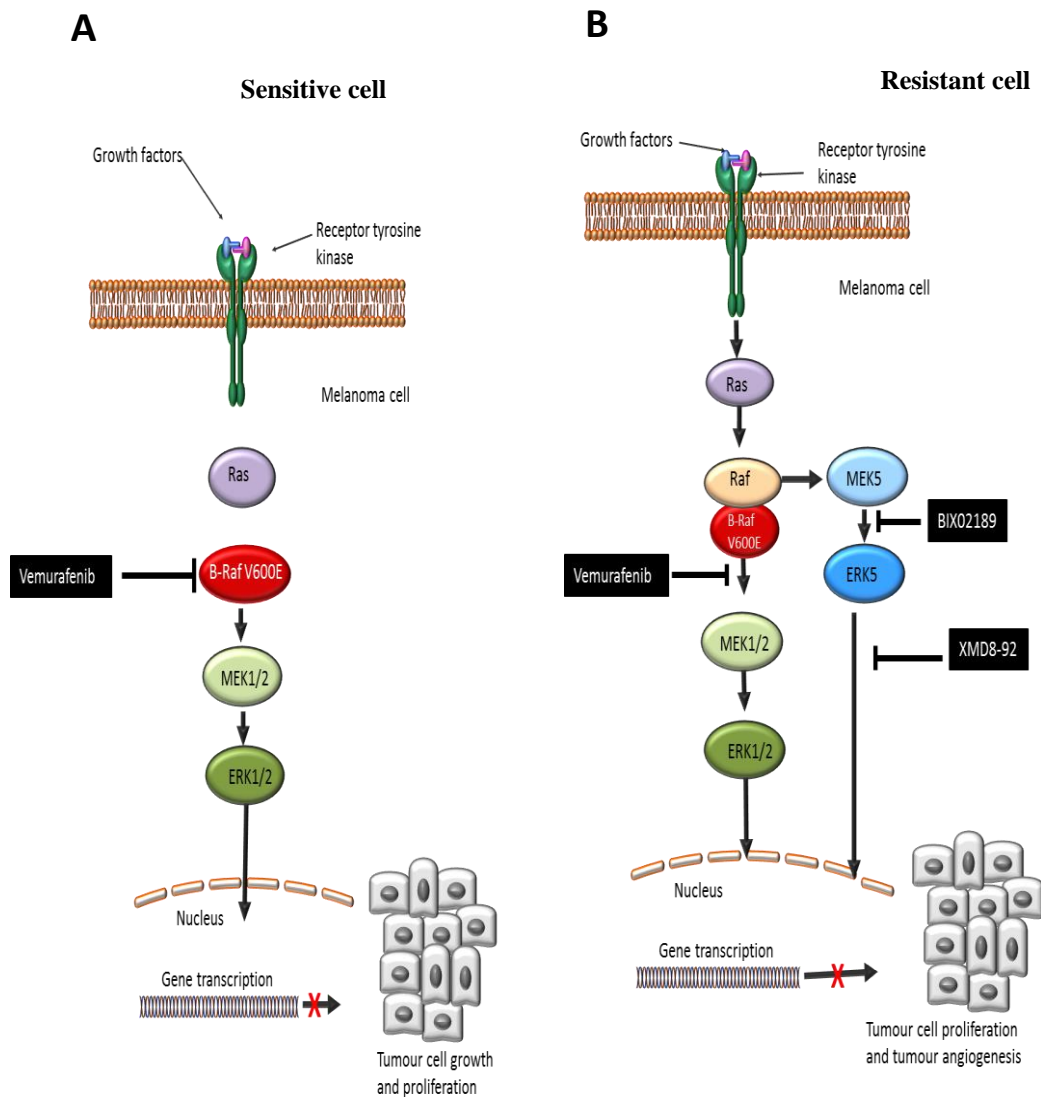 A
Sensitive cell
Growth factors
Receptor tyrosine
kinase
Melanoma cell
Ras
Vemurafenib
B-Raf V600E
MEK1/2
ERK1/2
Nucleus
Gene transcription
Tumour cell growth
and proliferation
B
Resistant cell
Growth factors
Receptor tyrosine
kinase
Melanoma cell
Ras
Raf
MEK5
B-Raf
V600E
BIX02189
Vemurafenib
ERK5
MEK1/2
XMD8-92
ERK1/2
Nucleus
Gene transcription
Tumour cell proliferation
and tumour angiogenesis